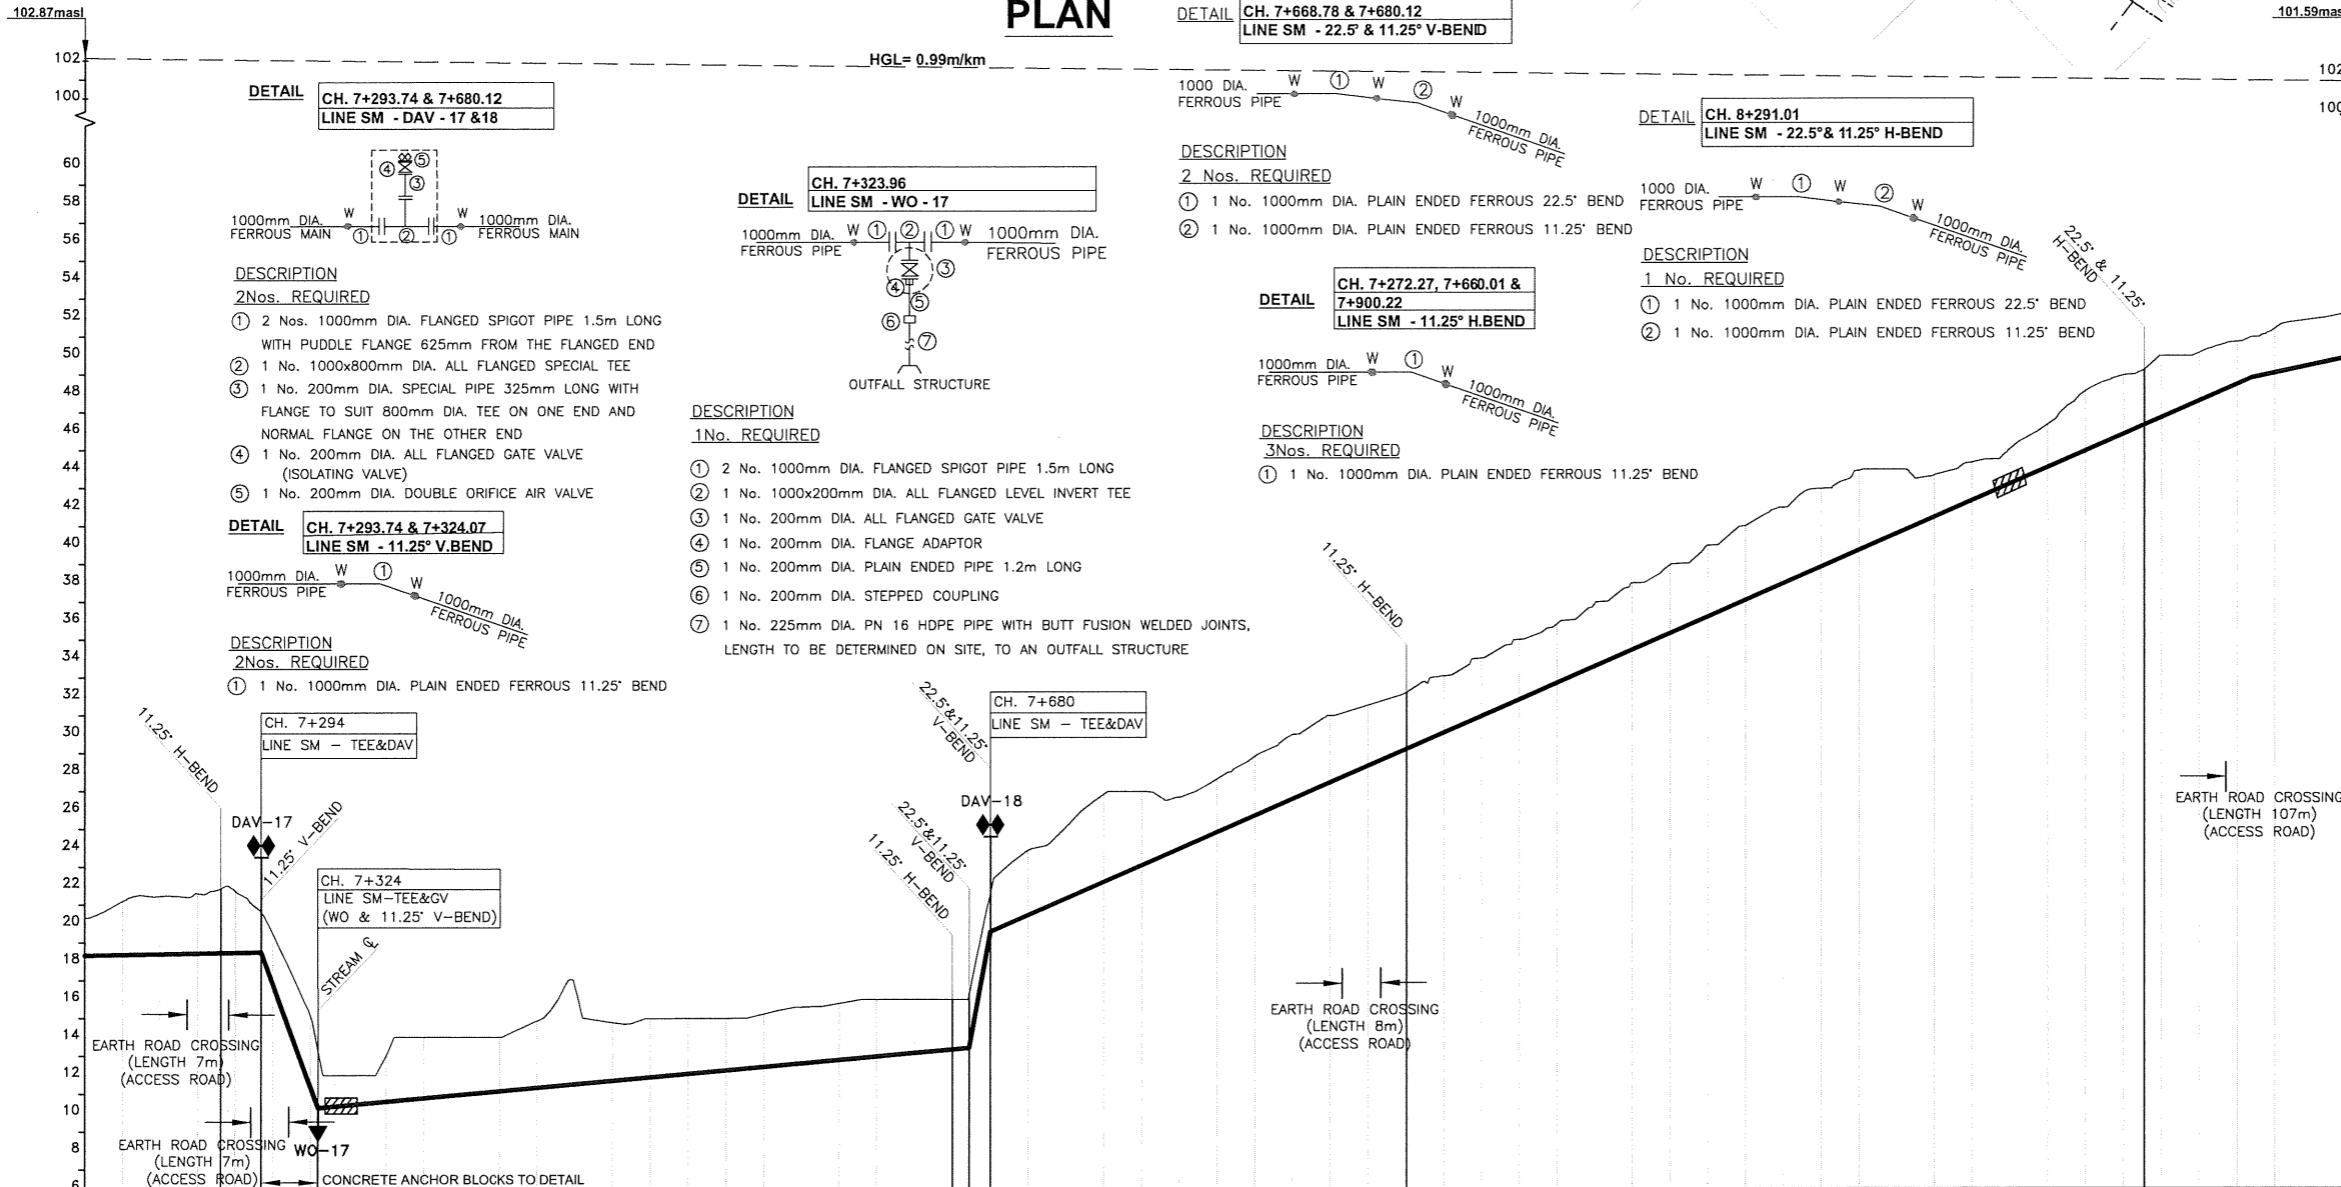 102.87masl
PLAN
DETAIL
CH. 7+668.78 & 7+680.12
LINE SM - 22.5° & 11.25° V-BEND
101.59mas
HGL= 0.99m/km
102
100
60
58
56
54
52
50
48
46
44
42
40
38
36
34
32
30
28
26
24
22
20
18
16
14
12
10
8
6
102
DETAIL
CH. 7+293.74 & 7+680.12
LINE SM - DAV - 17 &18
⑤
④
③
1000mm DIA.
FERROUS MAIN
W
①
②
①
W
1000mm DIA.
FERROUS MAIN
DESCRIPTION
2Nos. REQUIRED
① 2 Nos. 1000mm DIA. FLANGED SPIGOT PIPE 1.5m LONG
WITH PUDDLE FLANGE 625mm FROM THE FLANGED END
② 1 No. 1000x800mm DIA. ALL FLANGED SPECIAL TEE
③ 1 No. 200mm DIA. SPECIAL PIPE 325mm LONG WITH
FLANGE TO SUIT 800mm DIA. TEE ON ONE END AND
NORMAL FLANGE ON THE OTHER END
④ 1 No. 200mm DIA. ALL FLANGED GATE VALVE
(ISOLATING VALVE)
⑤ 1 No. 200mm DIA. DOUBLE ORIFICE AIR VALVE
DETAIL
CH. 7+293.74 & 7+324.07
LINE SM - 11.25° V.BEND
1000mm DIA.
FERROUS PIPE
W
①
W
1000mm DIA.
FERROUS PIPE
DESCRIPTION
2Nos. REQUIRED
① 1 No. 1000mm DIA. PLAIN ENDED FERROUS 11.25° BEND
DETAIL
CH. 7+323.96
LINE SM - WO - 17
1000mm DIA.
FERROUS PIPE
W
①
②
①
W
1000mm DIA.
FERROUS PIPE
③
④
⑤
⑥
⑦
OUTFALL STRUCTURE
DESCRIPTION
1No. REQUIRED
① 2 No. 1000mm DIA. FLANGED SPIGOT PIPE 1.5m LONG
② 1 No. 1000x200mm DIA. ALL FLANGED LEVEL INVERT TEE
③ 1 No. 200mm DIA. ALL FLANGED GATE VALVE
④ 1 No. 200mm DIA. FLANGE ADAPTOR
⑤ 1 No. 200mm DIA. PLAIN ENDED PIPE 1.2m LONG
⑥ 1 No. 200mm DIA. STEPPED COUPLING
⑦ 1 No. 225mm DIA. PN 16 HDPE PIPE WITH BUTT FUSION WELDED JOINTS,
LENGTH TO BE DETERMINED ON SITE, TO AN OUTFALL STRUCTURE
1000 DIA.
FERROUS PIPE
W
①
W
②
W
1000mm DIA.
FERROUS PIPE
DESCRIPTION
2 Nos. REQUIRED
① 1 No. 1000mm DIA. PLAIN ENDED FERROUS 22.5° BEND
② 1 No. 1000mm DIA. PLAIN ENDED FERROUS 11.25° BEND
DETAIL
CH. 7+272.27, 7+660.01 &
7+900.22
LINE SM - 11.25° H.BEND
1000mm DIA.
FERROUS PIPE
W
①
W
1000mm DIA.
FERROUS PIPE
DESCRIPTION
3Nos. REQUIRED
① 1 No. 1000mm DIA. PLAIN ENDED FERROUS 11.25° BEND
DETAIL
CH. 8+291.01
LINE SM - 22.5°& 11.25° H-BEND
1000 DIA.
FERROUS PIPE
W
①
W
②
W
1000mm DIA.
FERROUS PIPE
DESCRIPTION
1 No. REQUIRED
① 1 No. 1000mm DIA. PLAIN ENDED FERROUS 22.5° BEND
② 1 No. 1000mm DIA. PLAIN ENDED FERROUS 11.25° BEND
22.5° & 11.25°
H-BEND
11.25° H-BEND
11.25° H-BEND
CH. 7+294
LINE SM – TEE&DAV
DAV-17
11.25° V-BEND
CH. 7+324
LINE SM-TEE&GV
(WO & 11.25° V-BEND)
STREAM ℄
22.5°&11.25°
V-BEND
CH. 7+680
LINE SM – TEE&DAV
DAV-18
22.5°&11.25°
V-BEND
11.25° H-BEND
EARTH ROAD CROSSING
(LENGTH 7m)
(ACCESS ROAD)
EARTH ROAD CROSSING
(LENGTH 7m)
(ACCESS ROAD)
WO-17
CONCRETE ANCHOR BLOCKS TO DETAIL
EARTH ROAD CROSSING
(LENGTH 8m)
(ACCESS ROAD)
EARTH ROAD CROSSING
(LENGTH 107m)
(ACCESS ROAD)